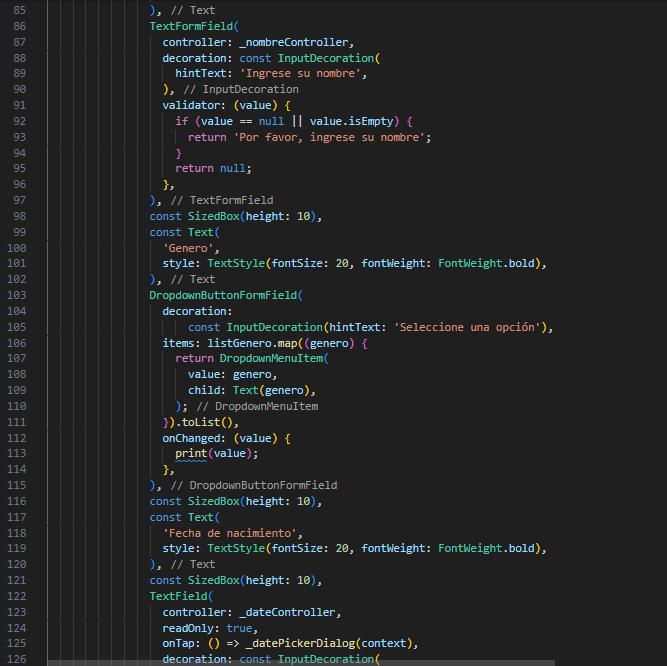 85 ), // Text
86 TextFormField(
87 controller: _nombreController,
88 decoration: const InputDecoration(
89 hintText: 'Ingrese su nombre',
90 ), // InputDecoration
91 validator: (value) {
92 if (value == null || value.isEmpty) {
93 return 'Por favor, ingrese su nombre';
94 }
95 return null;
96 },
97 ), // TextFormField
98 const SizedBox(height: 10),
99 const Text(
100 'Genero',
101 style: TextStyle(fontSize: 20, fontWeight: FontWeight.bold),
102 ), // Text
103 DropdownButtonFormField(
104 decoration:
105 const InputDecoration(hintText: 'Seleccione una opción'),
106 items: listGenero.map((genero) {
107 return DropdownMenuItem(
108 value: genero,
109 child: Text(genero),
110 ); // DropdownMenuItem
111 }).toList(),
112 onChanged: (value) {
113 print(value);
114 },
115 ), // DropdownButtonFormField
116 const SizedBox(height: 10),
117 const Text(
118 'Fecha de nacimiento',
119 style: TextStyle(fontSize: 20, fontWeight: FontWeight.bold),
120 ), // Text
121 const SizedBox(height: 10),
122 TextField(
123 controller: _dateController,
124 readOnly: true,
125 onTap: () => _datePickerDialog(context),
126 decoration: const InputDecoration(